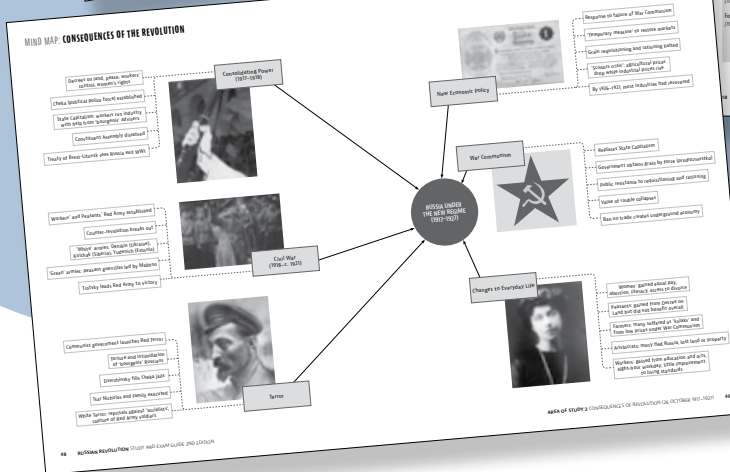 MIND MAP: CONSEQUENCES OF THE REVOLUTION
Consolidating Power
(1917–1918)
Decrees on land, peace, workers'
control, women's rights
Cheka (political police force) established
State Capitalism: workers run industry
with help from 'bourgeois' advisers
Constituent Assembly dissolved
Treaty of Brest-Litovsk sees Russia exit WWI
Civil War
(1918–c. 1921)
Workers' and Peasants' Red Army established
Counter-revolution breaks out
'White' armies: Denikin (Ukraine),
Kolchak (Siberia), Yudenich (Estonia)
'Green' armies: peasant guerrillas led by Makhno
Trotsky leads Red Army to victory
Terror
Communist government launches Red Terror
Torture and intimidation
of 'bourgeois' Russians
Dzerzhinsky fills Cheka jails
Tsar Nicholas and family executed
White Terror: reprisals against 'socialists',
capture of Red Army soldiers
RUSSIA UNDER
THE NEW REGIME
(1917–1927)
New Economic Policy
Response to failure of War Communism
'Temporary measure' to restore markets
Grain requisitioning and rationing halted
'Scissors crisis': agricultural prices
drop while industrial prices rise
By 1926–1927, most industries had recovered
War Communism
Replaces State Capitalism
Government obtains grain by force (prodrazverstka)
Public resistance to requisitioning and rationing
Value of rouble collapses
Ban on trade creates underground economy
Changes to Everyday Life
Women: gained equal pay,
abortion, literacy, access to divorce
Peasants: gained from Decree on
Land but did not benefit overall
Farmers: many suffered as 'kulaks' and
from low prices under War Communism
Aristocrats: many fled Russia, lost land or property
Workers: gained from education and arts,
eight-hour workday; little improvement
to living standards
48 RUSSIAN REVOLUTION STUDY AND EXAM GUIDE 2ND EDITION
AREA OF STUDY 2 CONSEQUENCES OF REVOLUTION (26 OCTOBER 1917–1927)